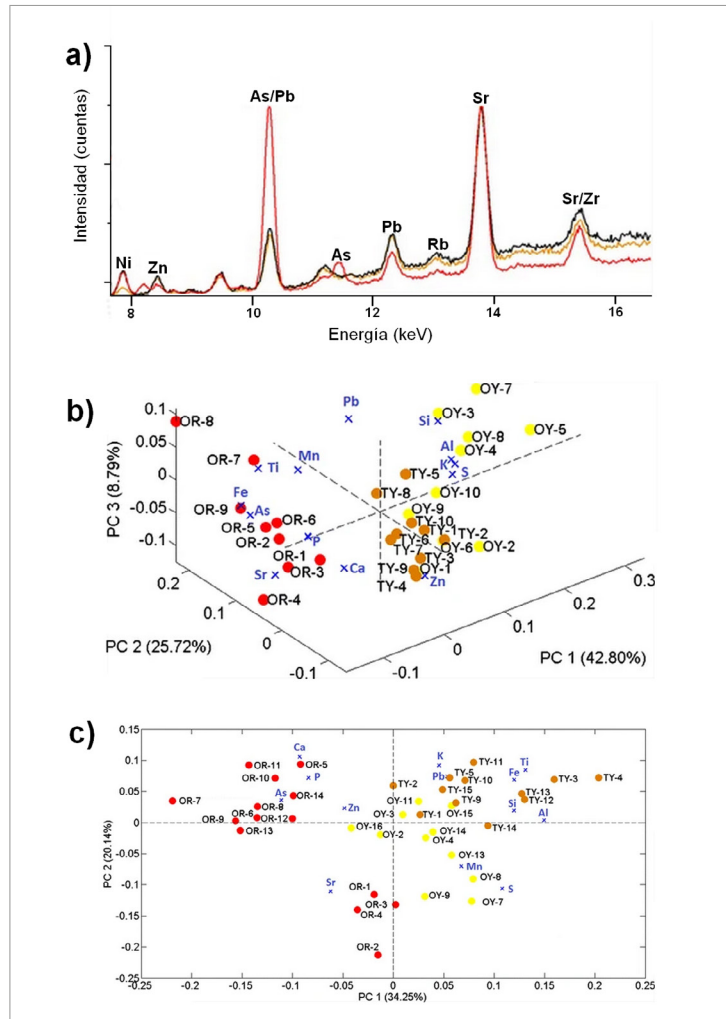 a)
Intensidad (cuentas)
As/Pb
Sr
Sr/Zr
Pb
Rb
As
Ni
Zn
8 10 12 14 16
Energía (keV)
b)
PC 3 (8.79%)
0.1
0.05
0
-0.05
-0.1
OR-8
OR-7
Ti
Mn
Pb
Fe
As
OR-9
OR-5
OR-6
OR-2
OR-1
P
OR-3
Sr
Ca
OR-4
OY-7
Si
OY-3
OY-5
OY-8
Al
OY-4
K
S
TY-5
TY-8
OY-10
OY-9
TY-10
TY-1
TY-2
TY-6
OY-6
OY-2
TY-7
TY-3
TY-9
OY-1
TY-4
Zn
0.2
0.1
0
-0.1
PC 2 (25.72%)
-0.1
0
0.1
0.2
0.3
PC 1 (42.80%)
c)
PC 2 (20.14%)
0.15
0.1
0.05
0
-0.05
-0.1
-0.15
-0.2
-0.25
Ca
OR-11
OR-5
OR-10
P
OR-7
As
OR-14
OR-8
Zn
OR-6
OR-9
OR-12
OR-13
Sr
OR-1
OR-3
OR-4
OR-2
K
TY-11
Ti
TY-5
Pb
TY-10
Fe
TY-3
TY-4
TY-2
TY-15
TY-13
OY-11
TY-9
Si
TY-12
OY-3
TY-1
OY-15
Al
OY-16
OY-2
OY-14
TY-14
OY-4
OY-13
Mn
OY-8
S
OY-9
OY-7
-0.25 -0.2 -0.15 -0.1 -0.05 0 0.05 0.1 0.15 0.2 0.25
PC 1 (34.25%)